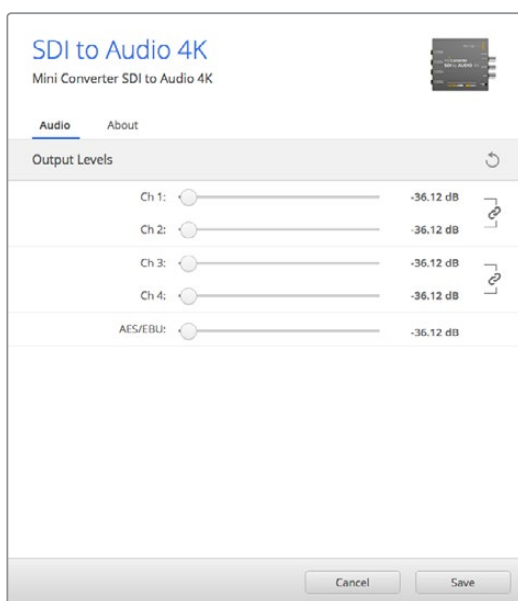 SDI to Audio 4K
Mini Converter SDI to Audio 4K
Audio About
Output Levels
Ch 1: -36.12 dB
Ch 2: -36.12 dB
Ch 3: -36.12 dB
Ch 4: -36.12 dB
AES/EBU: -36.12 dB
Cancel Save